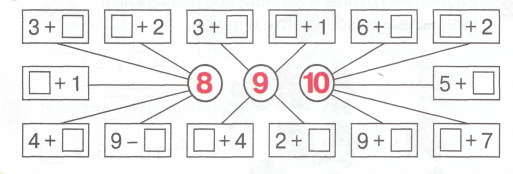 3 + □ □ + 2 3 + □ □ + 1 6 + □ □ + 2
□ + 1 8 9 10 5 + □
4 + □ 9 – □ □ + 4 2 + □ 9 + □ □ + 7